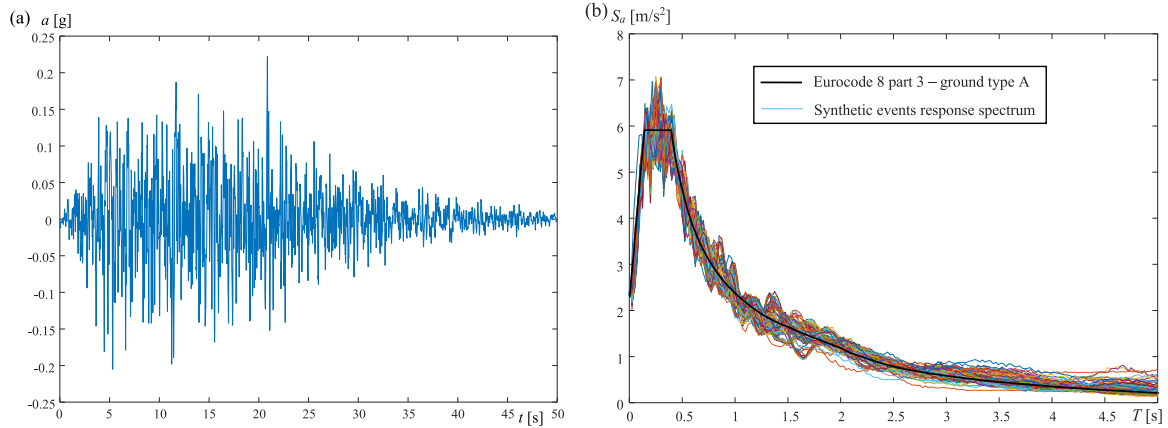 (a)
a [g]
0.25
0.2
0.15
0.1
0.05
0
-0.05
-0.1
-0.15
-0.2
-0.25
0 5 10 15 20 25 30 35 40 45 50
t [s]
(b)
Sₐ [m/s²]
8
7
6
5
4
3
2
1
0
Eurocode 8 part 3 – ground type A
Synthetic events response spectrum
0 0.5 1 1.5 2 2.5 3 3.5 4 4.5
T [s]